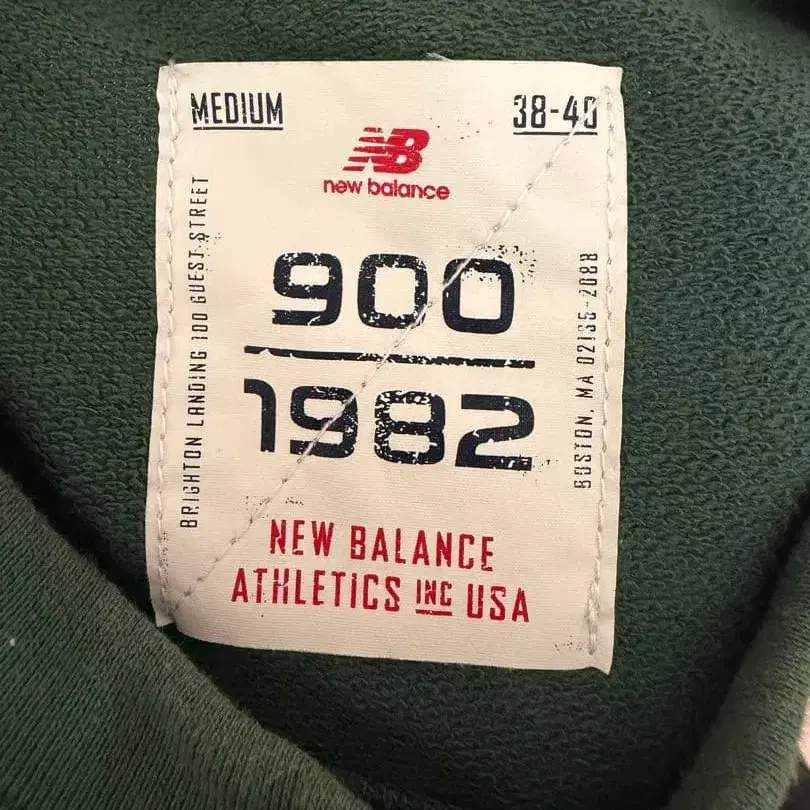 MEDIUM
38-40
NB
new balance
BRIGHTON LANDING 100 GUEST STREET
900
1982
BOSTON, MA 02135-2088
NEW BALANCE
ATHLETICS INC USA